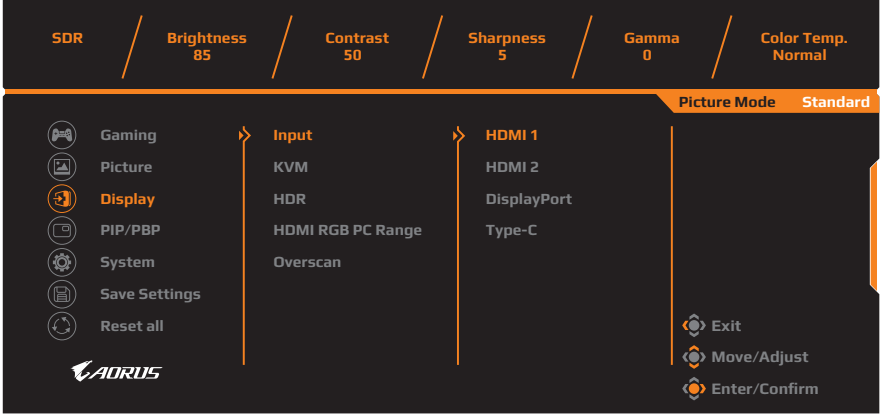 SDR
Brightness
85
Contrast
50
Sharpness
5
Gamma
0
Color Temp.
Normal
Picture Mode Standard
Gaming
Picture
Display
PIP/PBP
System
Save Settings
Reset all
Input
KVM
HDR
HDMI RGB PC Range
Overscan
HDMI 1
HDMI 2
DisplayPort
Type-C
Exit
Move/Adjust
Enter/Confirm
AORUS